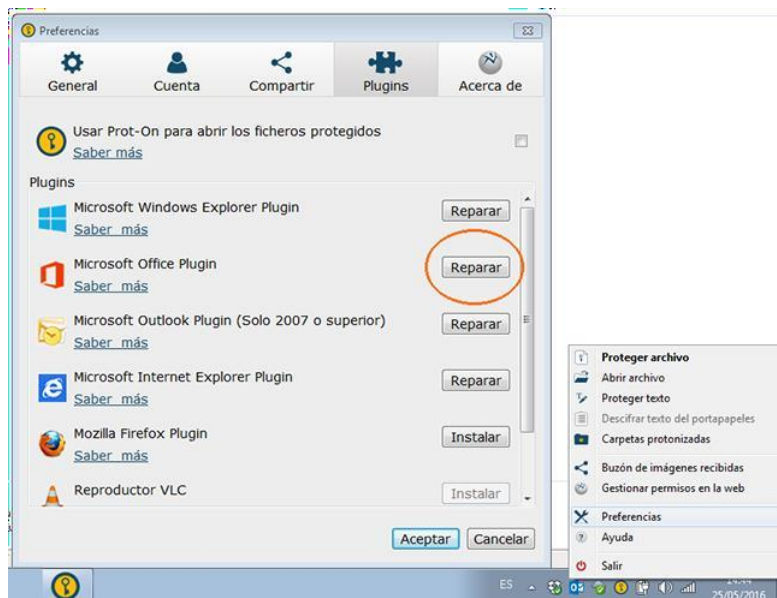 Preferencias
General
Cuenta
Compartir
Plugins
Acerca de
Usar Prot-On para abrir los ficheros protegidos
Saber más
Plugins
Microsoft Windows Explorer Plugin
Saber más
Reparar
Microsoft Office Plugin
Saber más
Reparar
Microsoft Outlook Plugin (Solo 2007 o superior)
Saber más
Reparar
Microsoft Internet Explorer Plugin
Saber más
Reparar
Mozilla Firefox Plugin
Saber más
Instalar
Reproductor VLC
Instalar
Aceptar
Cancelar
Proteger archivo
Abrir archivo
Proteger texto
Descifrar texto del portapapeles
Carpetas protonizadas
Buzón de imágenes recibidas
Gestionar permisos en la web
Preferencias
Ayuda
Salir
ES
25/05/2016